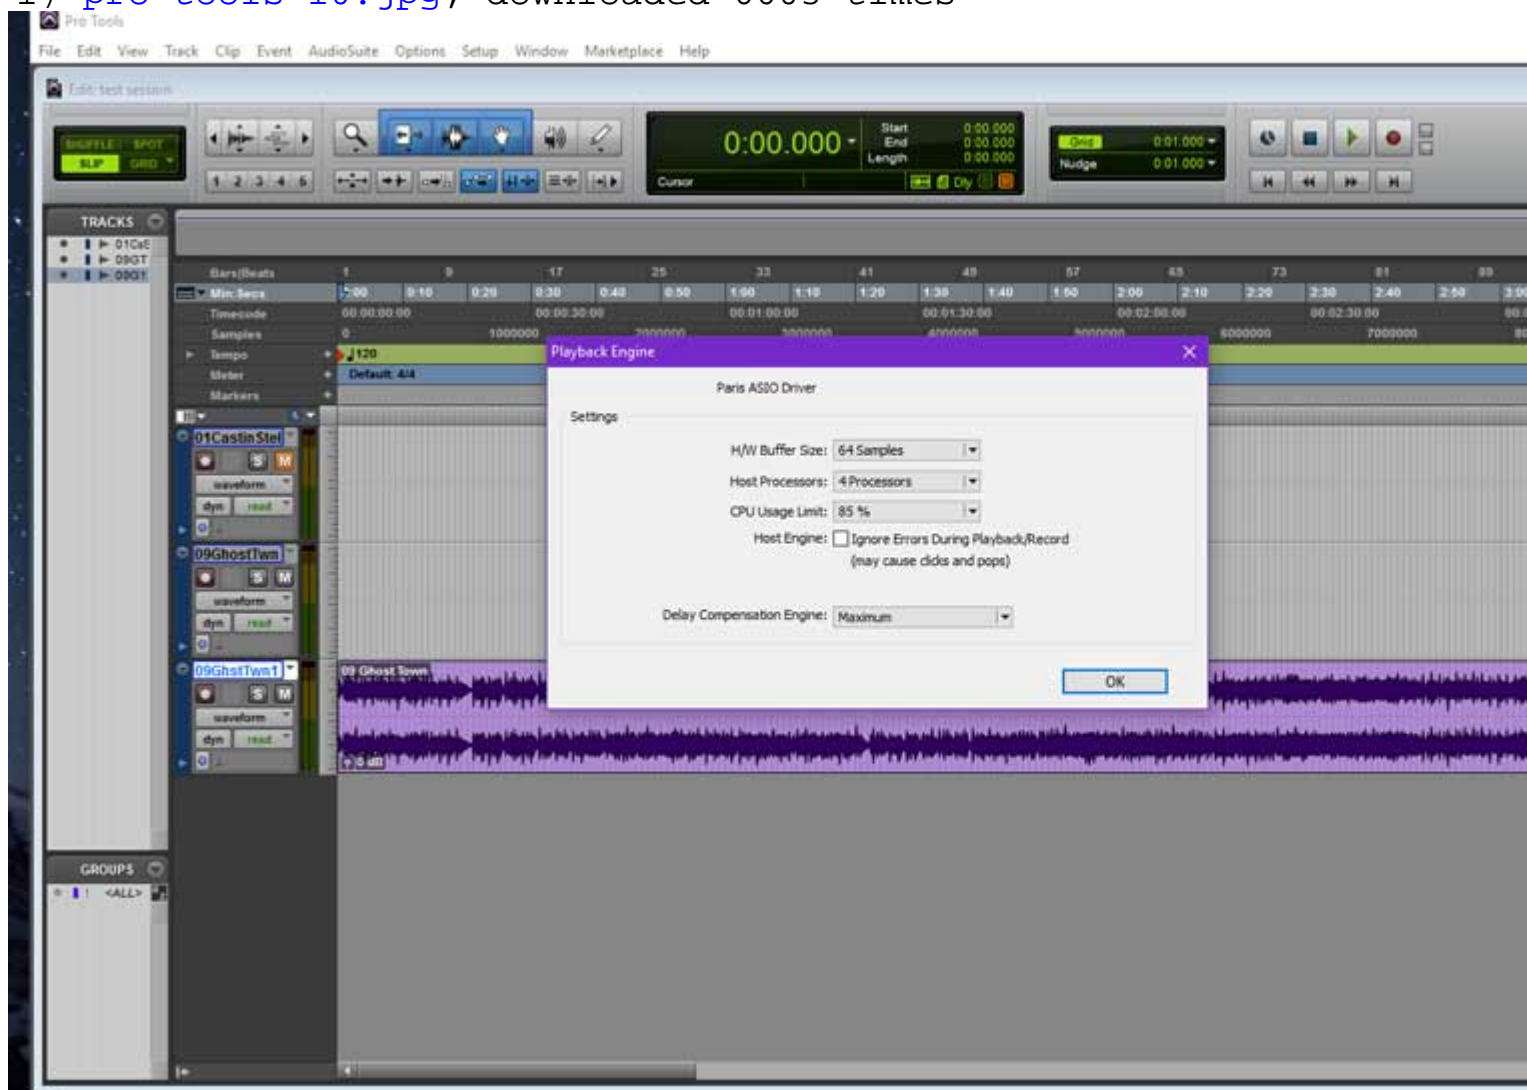 Pro Tools
File Edit View Track Clip Event AudioSuite Options Setup Window Marketplace Help
Edit: test session
SHUFFLE SPOT
SLIP GRID
1 2 3 4 5
0:00.000
Start 0:00.000
End 0:00.000
Length 0:00.000
Cursor
Dly
Grid 0:01.000
Nudge 0:01.000
TRACKS
09GT
Bars|Beats 1 9 17 25 33 41 49 57 65 73 81 89
Min:Secs 0:10 0:20 0:30 0:40 0:50 1:00 1:10 1:20 1:30 1:40 1:50 2:00 2:10 2:20 2:30 2:40 2:50
Timecode 00:00:00:00 00:00:30:00 00:01:00:00 00:01:30:00 00:02:00:00 00:02:30:00
Samples 0 1000000 2000000 3000000 4000000 5000000 6000000 7000000
Tempo 120
Meter Default: 4/4
Markers
Playback Engine
Paris ASIO Driver
Settings
H/W Buffer Size: 64 Samples
Host Processors: 4 Processors
CPU Usage Limit: 85 %
Host Engine: Ignore Errors During Playback/Record
(may cause clicks and pops)
Delay Compensation Engine: Maximum
OK
01CastinStel
S M
waveform
dyn read
09GhostTwn
S M
waveform
dyn read
09GhstTwn1
S M
waveform
dyn read
09 Ghost Town
0 dB
GROUPS
! <ALL>